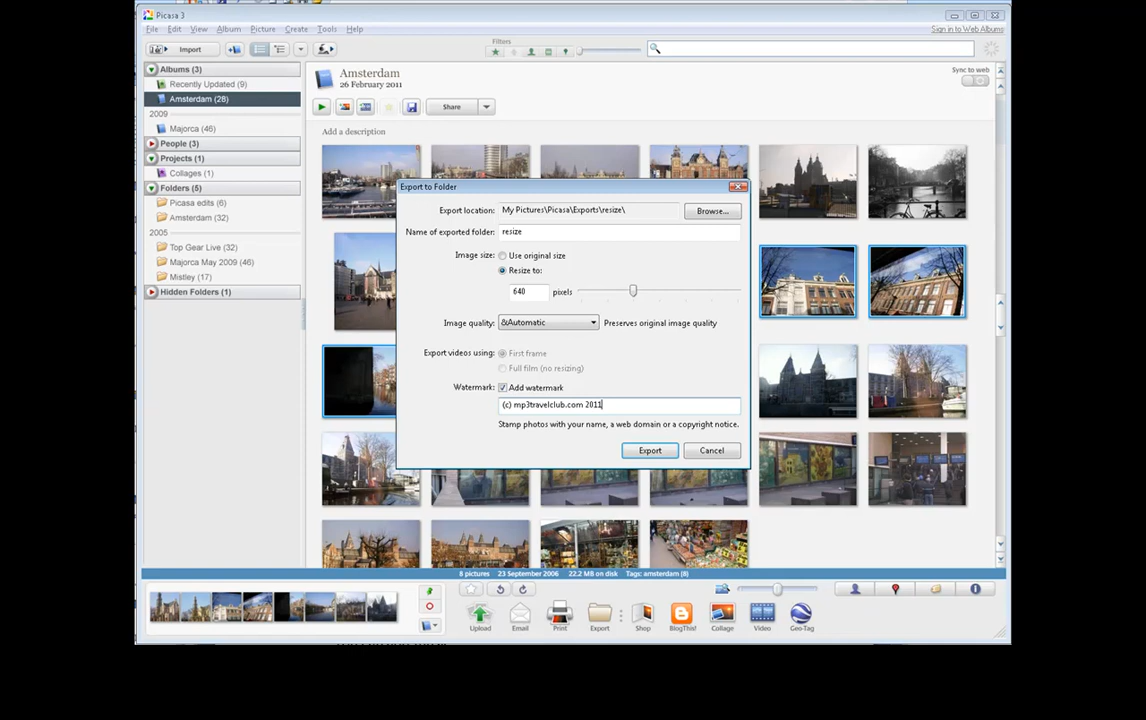 Picasa 3
File Edit View Album Picture Create Tools Help
Sign in to Web Albums
Import
Filters
Albums (3)
Recently Updated (9)
Amsterdam (28)
2009
Majorca (46)
People (3)
Projects (1)
Collages (1)
Folders (5)
Picasa edits (6)
Amsterdam (32)
2005
Top Gear Live (32)
Majorca May 2009 (46)
Mistley (17)
Hidden Folders (1)
Amsterdam
26 February 2011
Sync to web
Share
Add a description
Export to Folder
Export location: My Pictures\Picasa\Exports\resize\ Browse...
Name of exported folder: resize
Image size: Use original size
Resize to:
640 pixels
Image quality: &Automatic Preserves original image quality
Export videos using: First frame
Full film (no resizing)
Watermark: Add watermark
(c) mp3travelclub.com 2011
Stamp photos with your name, a web domain or a copyright notice.
Export Cancel
8 pictures 23 September 2006 22.2 MB on disk Tags: amsterdam (8)
Upload Email Print Export Shop BlogThis! Collage Video Geo-Tag